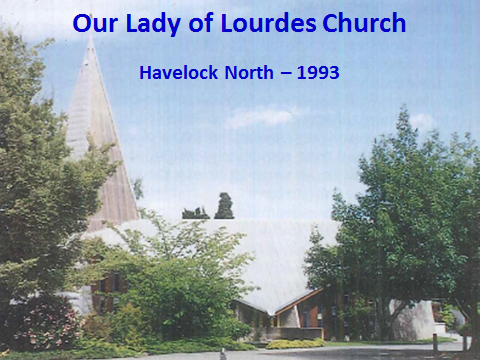 Our Lady of Lourdes Church
Havelock North – 1993